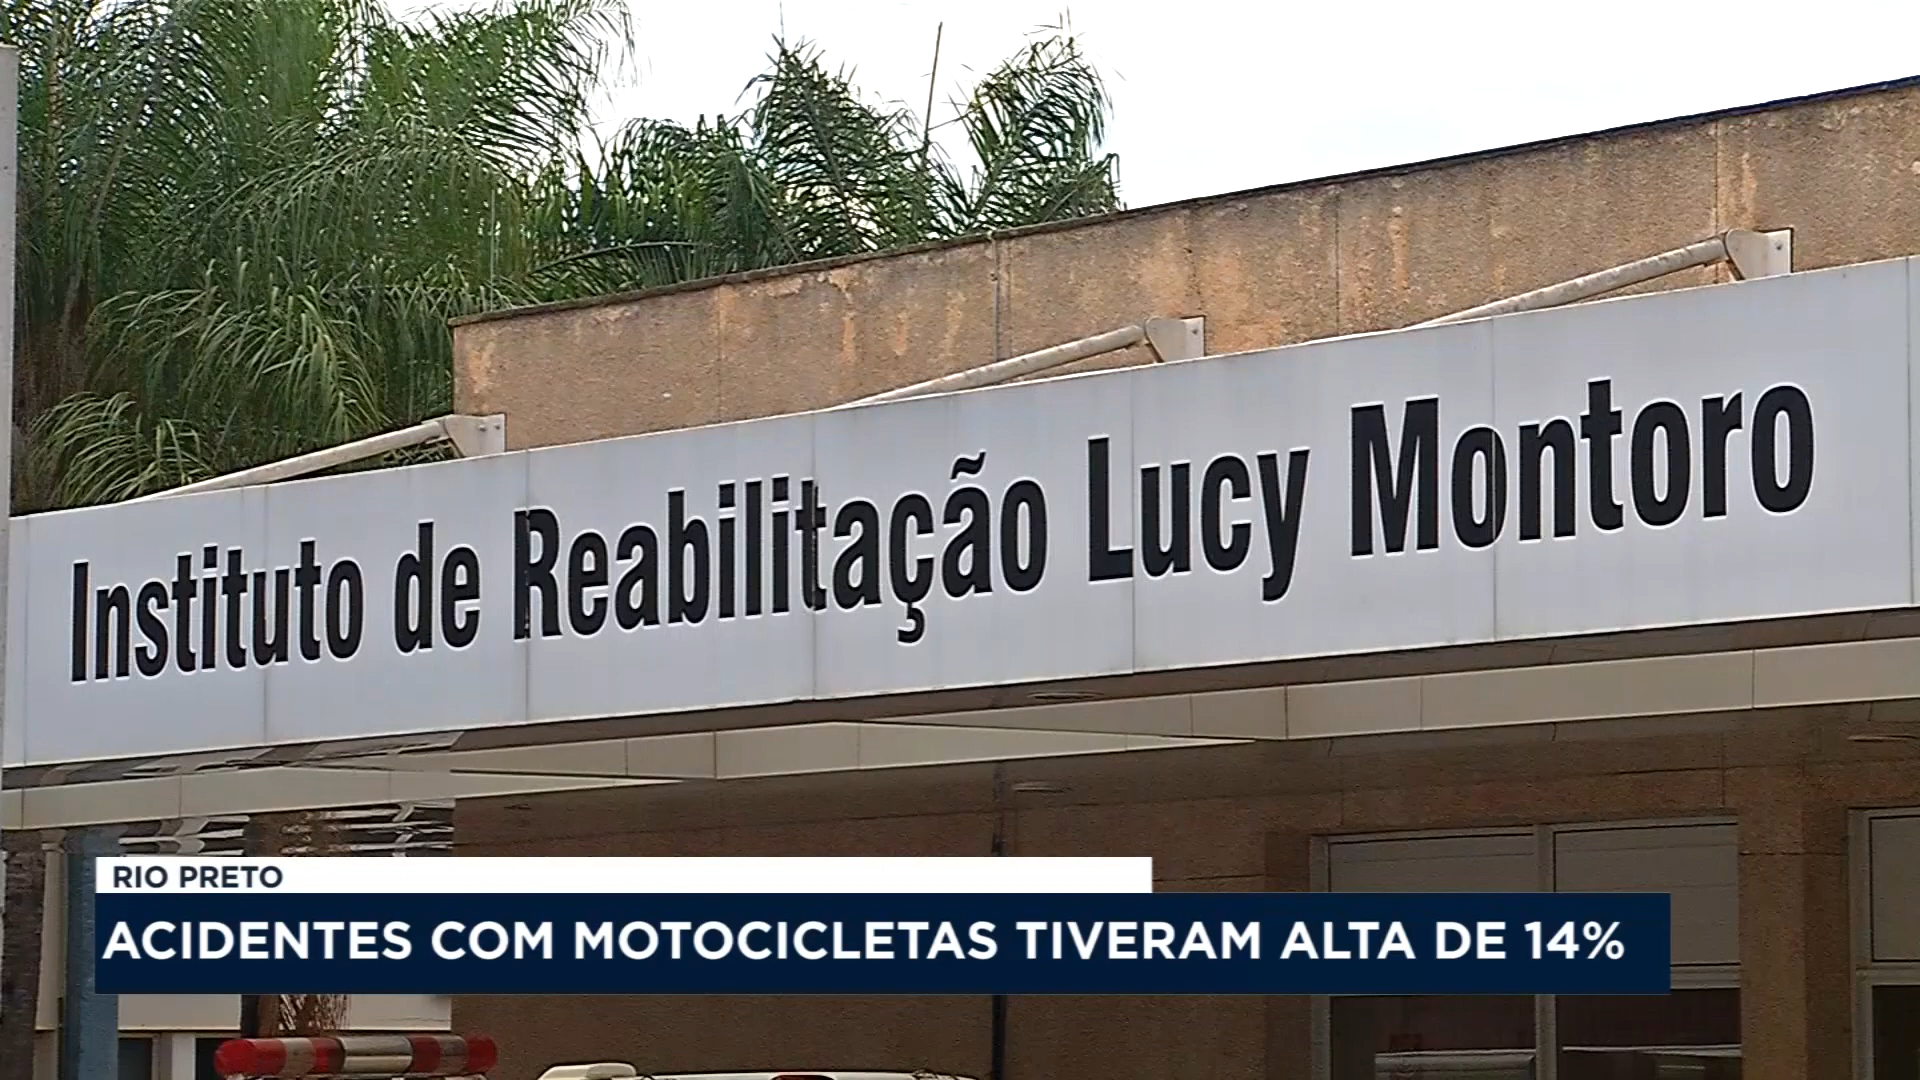 Instituto de Reabilitação Lucy Montoro
RIO PRETO
ACIDENTES COM MOTOCICLETAS TIVERAM ALTA DE 14%